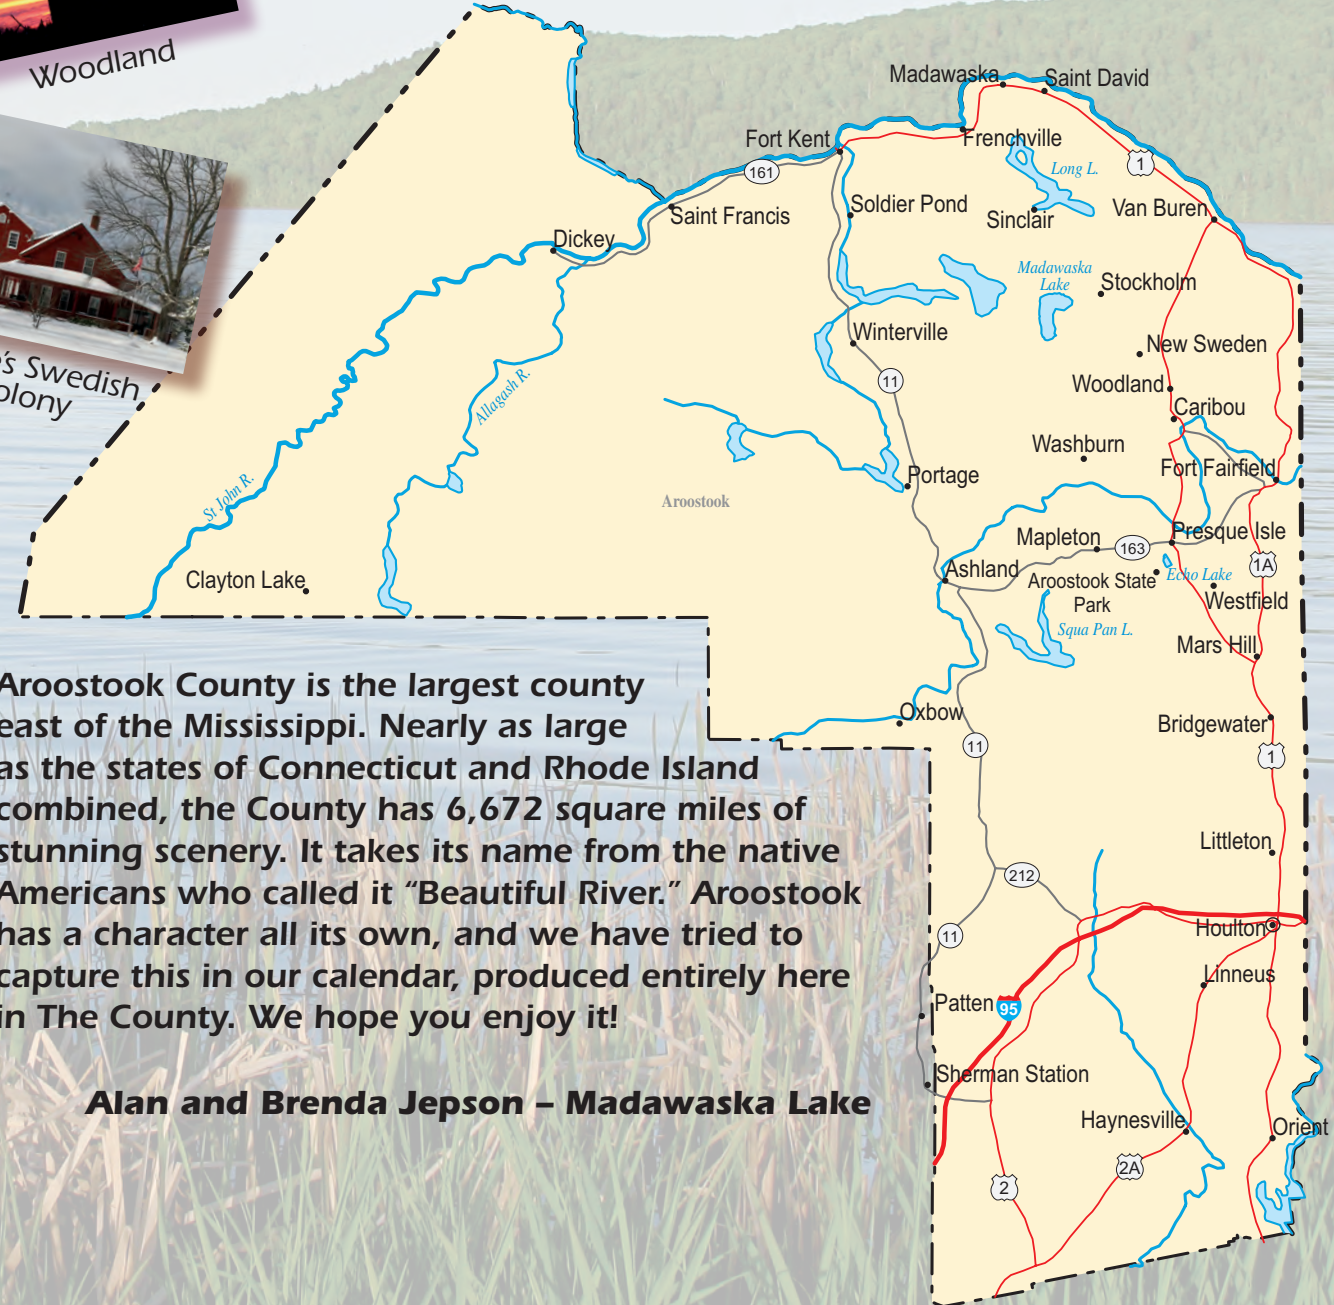 Woodland
's Swedish
olony
Madawaska
Saint David
Fort Kent
Frenchville
1
161
Long L.
Saint Francis
Soldier Pond
Sinclair
Van Buren
Dickey
Madawaska
Lake
Stockholm
Winterville
New Sweden
11
Woodland
Allagash R.
Caribou
Washburn
Fort Fairfield
Portage
St John R.
Aroostook
Presque Isle
Mapleton
163
1A
Ashland
Clayton Lake
Aroostook State
Park
Echo Lake
Westfield
Squa Pan L.
Mars Hill
Oxbow
Bridgewater
11
1
Littleton
212
11
Houlton
Linneus
Patten
95
Sherman Station
Haynesville
Orient
2A
2
Aroostook County is the largest county
east of the Mississippi. Nearly as large
as the states of Connecticut and Rhode Island
combined, the County has 6,672 square miles of
stunning scenery. It takes its name from the native
Americans who called it “Beautiful River.” Aroostook
has a character all its own, and we have tried to
capture this in our calendar, produced entirely here
in The County. We hope you enjoy it!
Alan and Brenda Jepson – Madawaska Lake